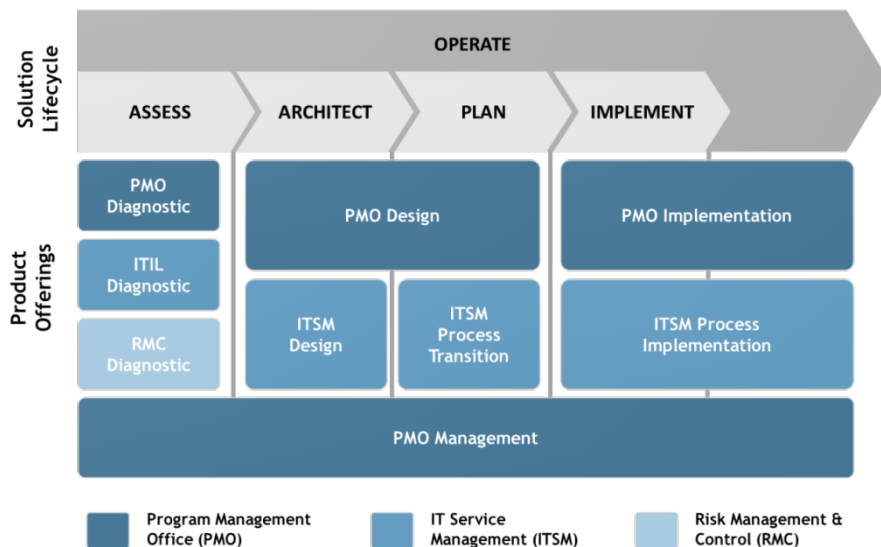 Solution
Lifecycle
OPERATE
ASSESS
ARCHITECT
PLAN
IMPLEMENT
Product
Offerings
PMO
Diagnostic
PMO Design
PMO Implementation
ITIL
Diagnostic
ITSM
Design
ITSM
Process
Transition
ITSM Process
Implementation
RMC
Diagnostic
PMO Management
Program Management
Office (PMO)
IT Service
Management (ITSM)
Risk Management &
Control (RMC)